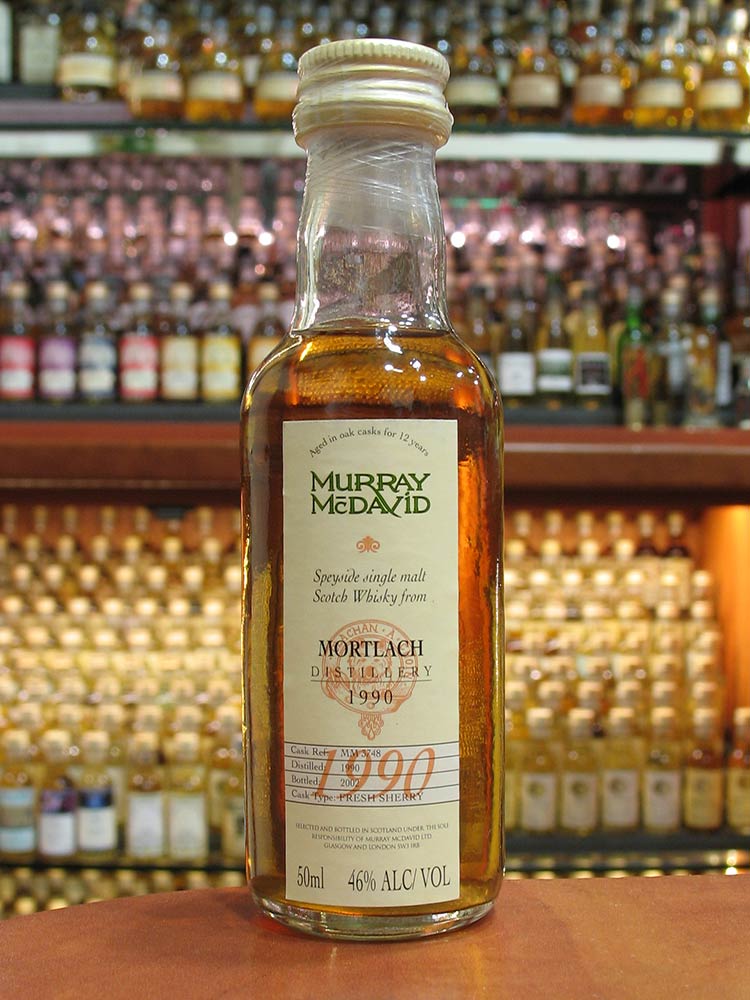 Aged in oak casks for 12 years
MURRAY
McDAVID
Speyside single malt
Scotch Whisky from
MORTLACH
DISTILLERY
1990
Cask Ref: MM 3748
Distilled: 1990
Bottled: 2002
Cask Type: FRESH SHERRY
1990
SELECTED AND BOTTLED IN SCOTLAND UNDER THE SOLE
RESPONSIBILITY OF MURRAY MCDAVID LTD.
GLASGOW AND LONDON SW3 1RB
50ml 46% ALC/VOL